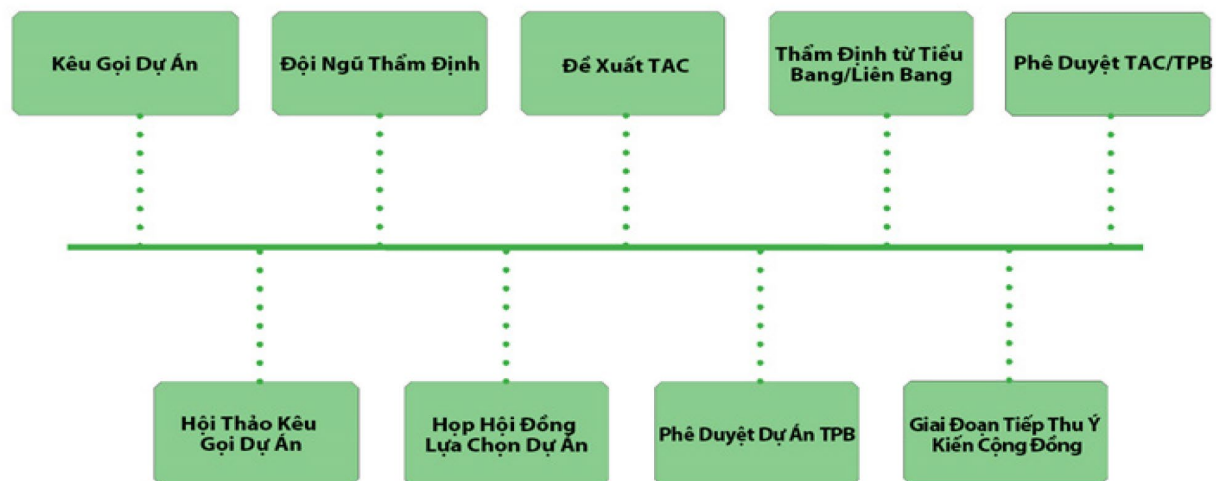 Kêu Gọi Dự Án
Đội Ngũ Thẩm Định
Đề Xuất TAC
Thẩm Định từ Tiểu
Bang/Liên Bang
Phê Duyệt TAC/TPB
Hội Thảo Kêu
Gọi Dự Án
Họp Hội Đồng
Lựa Chọn Dự Án
Phê Duyệt Dự Án TPB
Giai Đoạn Tiếp Thu Ý
Kiến Cộng Đồng